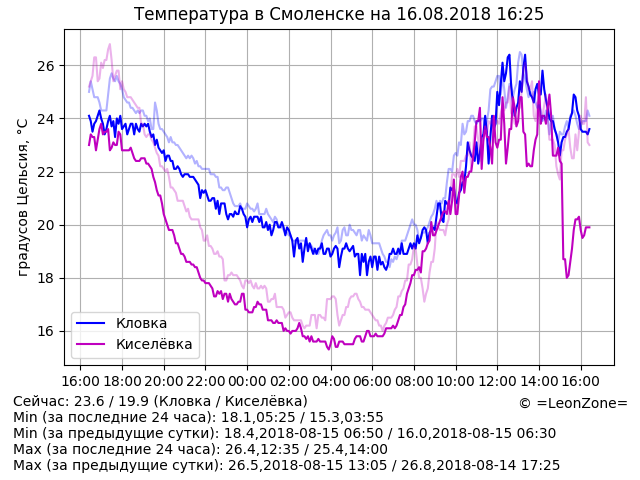 Температура в Смоленске на 16.08.2018 16:25
градусов Цельсия, °C
26
24
22
20
18
16
Кловка
Киселёвка
16:00 18:00 20:00 22:00 00:00 02:00 04:00 06:00 08:00 10:00 12:00 14:00 16:00
Сейчас: 23.6 / 19.9 (Кловка / Киселёвка)
© =LeonZone=
Min (за последние 24 часа): 18.1,05:25 / 15.3,03:55
Min (за предыдущие сутки): 18.4,2018-08-15 06:50 / 16.0,2018-08-15 06:30
Max (за последние 24 часа): 26.4,12:35 / 25.4,14:00
Max (за предыдущие сутки): 26.5,2018-08-15 13:05 / 26.8,2018-08-14 17:25